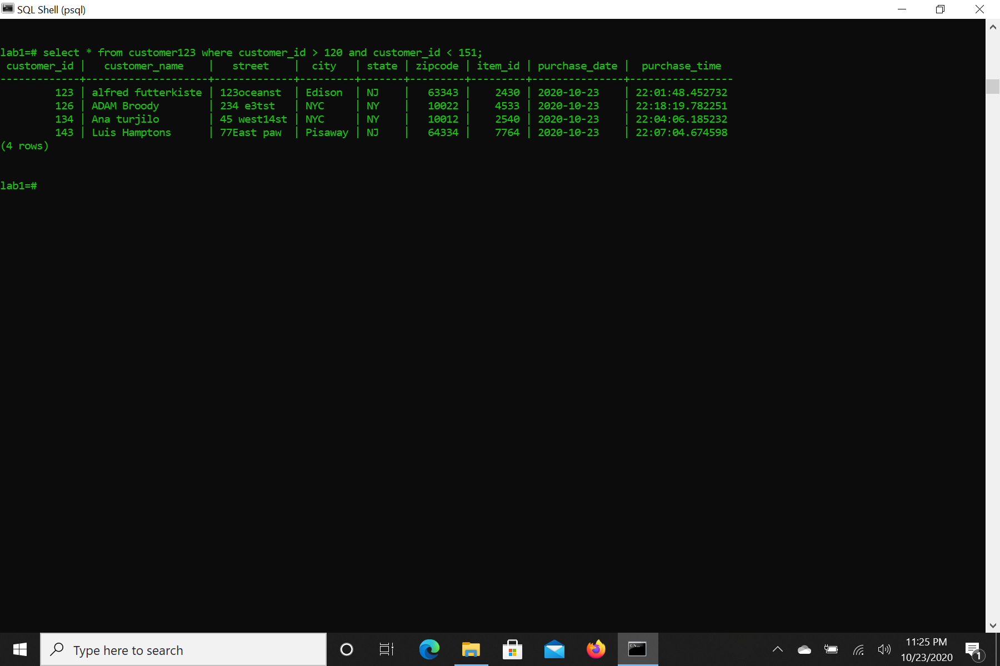 SQL Shell (psql)
lab1=# select * from customer123 where customer_id > 120 and customer_id < 151;
 customer_id |   customer_name    |   street    |  city   | state | zipcode | item_id | purchase_date |  purchase_time
-------------+--------------------+-------------+---------+-------+---------+---------+---------------+-----------------
         123 | alfred futterkiste | 123oceanst  | Edison  | NJ    |   63343 |    2430 | 2020-10-23    | 22:01:48.452732
         126 | ADAM Broody        | 234 e3tst   | NYC     | NY    |   10022 |    4533 | 2020-10-23    | 22:18:19.782251
         134 | Ana turjilo        | 45 west14st | NYC     | NY    |   10012 |    2540 | 2020-10-23    | 22:04:06.185232
         143 | Luis Hamptons      | 77East paw  | Pisaway | NJ    |   64334 |    7764 | 2020-10-23    | 22:07:04.674598
(4 rows)
lab1=#
Type here to search
11:25 PM
10/23/2020
1